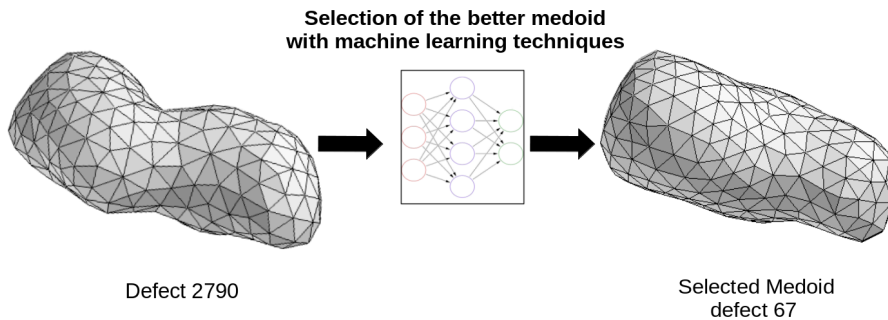 Selection of the better medoid
with machine learning techniques
Defect 2790
Selected Medoid
defect 67